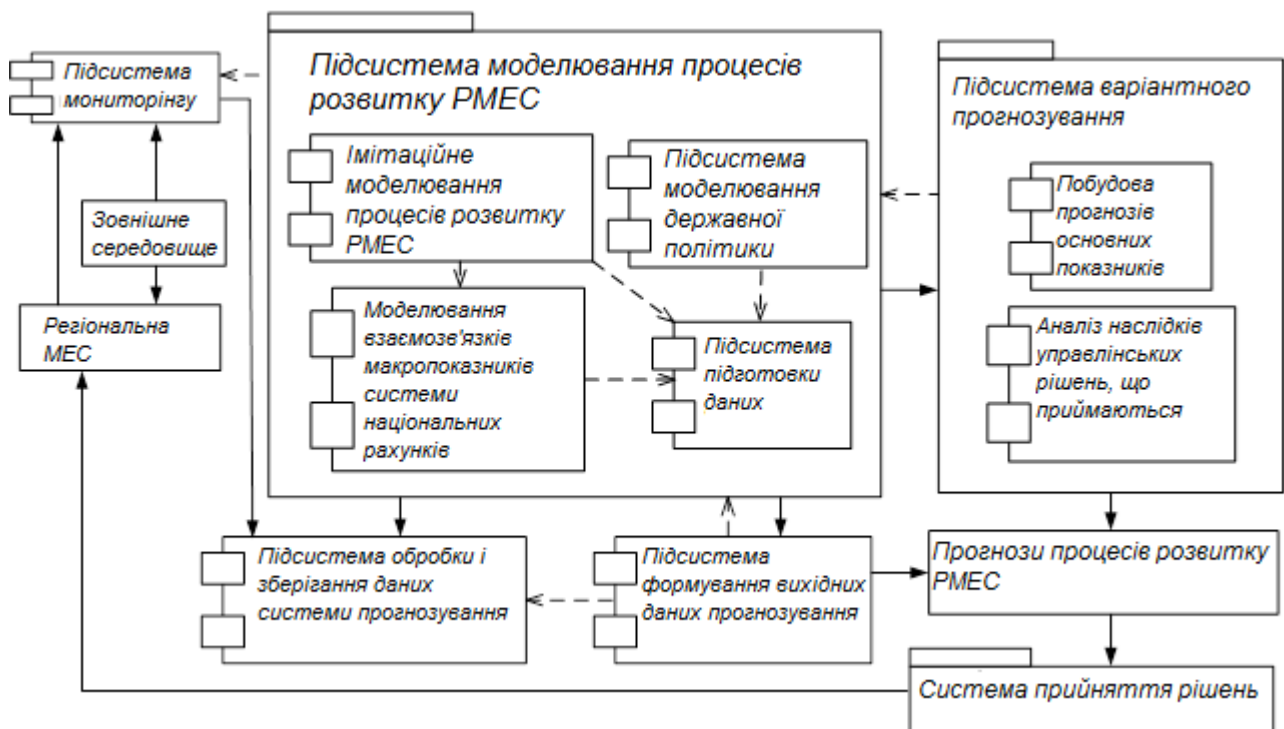 Підсистема
мониторінгу
Зовнішне
середовище
Регіональна
МЕС
Підсистема моделювання процесів
розвитку РМЕС
Імітаційне
моделювання
процесів розвитку
РМЕС
Підсистема
моделювання
державної
політики
Моделювання
взаємозв'язків
макропоказників
системи
національних
рахунків
Підсистема
підготовки
даних
Підсистема варіантного
прогнозування
Побудова
прогнозів
основних
показників
Аналіз наслідків
управлінських
рішень, що
приймаються
Підсистема обробки і
зберігання даних
системи прогнозування
Підсистема
формування вихідних
даних прогнозування
Прогнози процесів розвитку
РМЕС
Система прийняття рішень